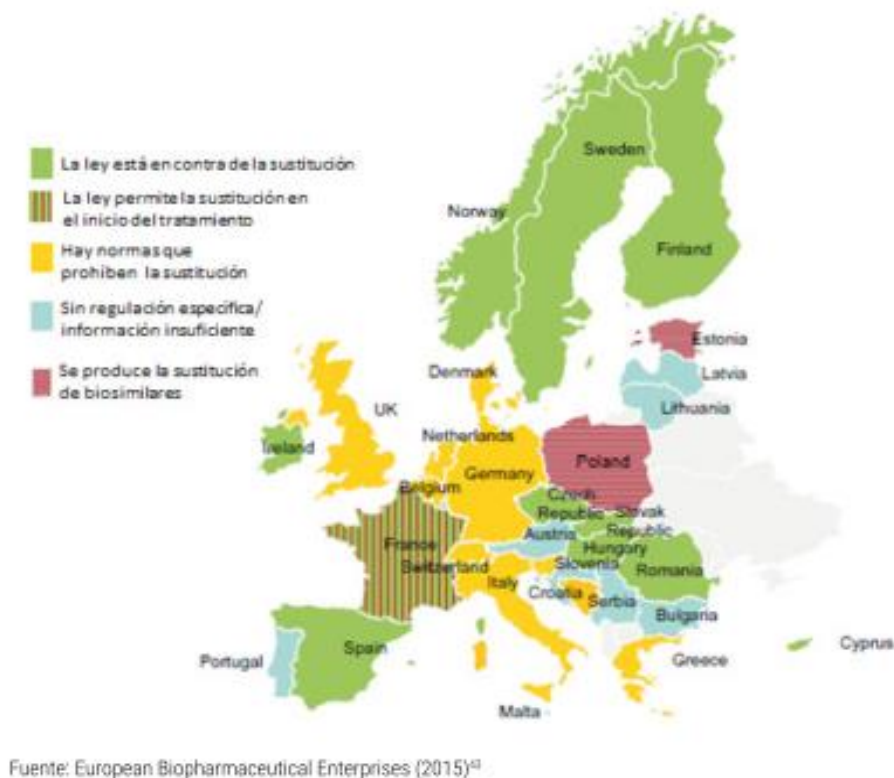 La ley está en contra de la sustitución
La ley permite la sustitución en
el inicio del tratamiento
Hay normas que
prohíben la sustitución
Sin regulación específica/
información insuficiente
Se produce la sustitución
de biosimilares
Sweden
Norway
Finland
Estonia
Latvia
Lithuania
Denmark
UK
Ireland
Netherlands
Germany
Belgium
Poland
Czech
Republic
Slovak
Republic
Austria
Hungary
France
Switzerland
Slovenia
Italy
Romania
Croatia
Serbia
Bulgaria
Portugal
Spain
Greece
Cyprus
Malta
Fuente: European Biopharmaceutical Enterprises (2015)